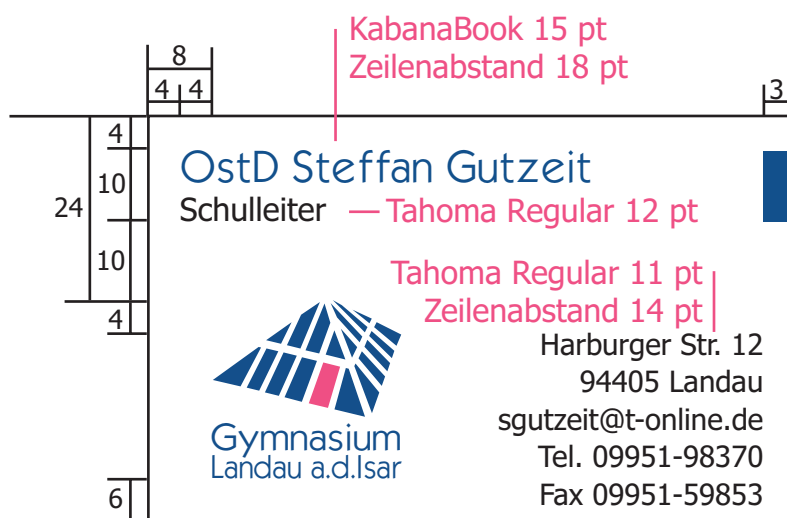 KabanaBook 15 pt
Zeilenabstand 18 pt
8
4 4
3
4
OstD Steffan Gutzeit
10
24
Schulleiter — Tahoma Regular 12 pt
10
Tahoma Regular 11 pt
Zeilenabstand 14 pt
4
Harburger Str. 12
94405 Landau
sgutzeit@t-online.de
Tel. 09951-98370
Fax 09951-59853
Gymnasium
Landau a.d.Isar
6